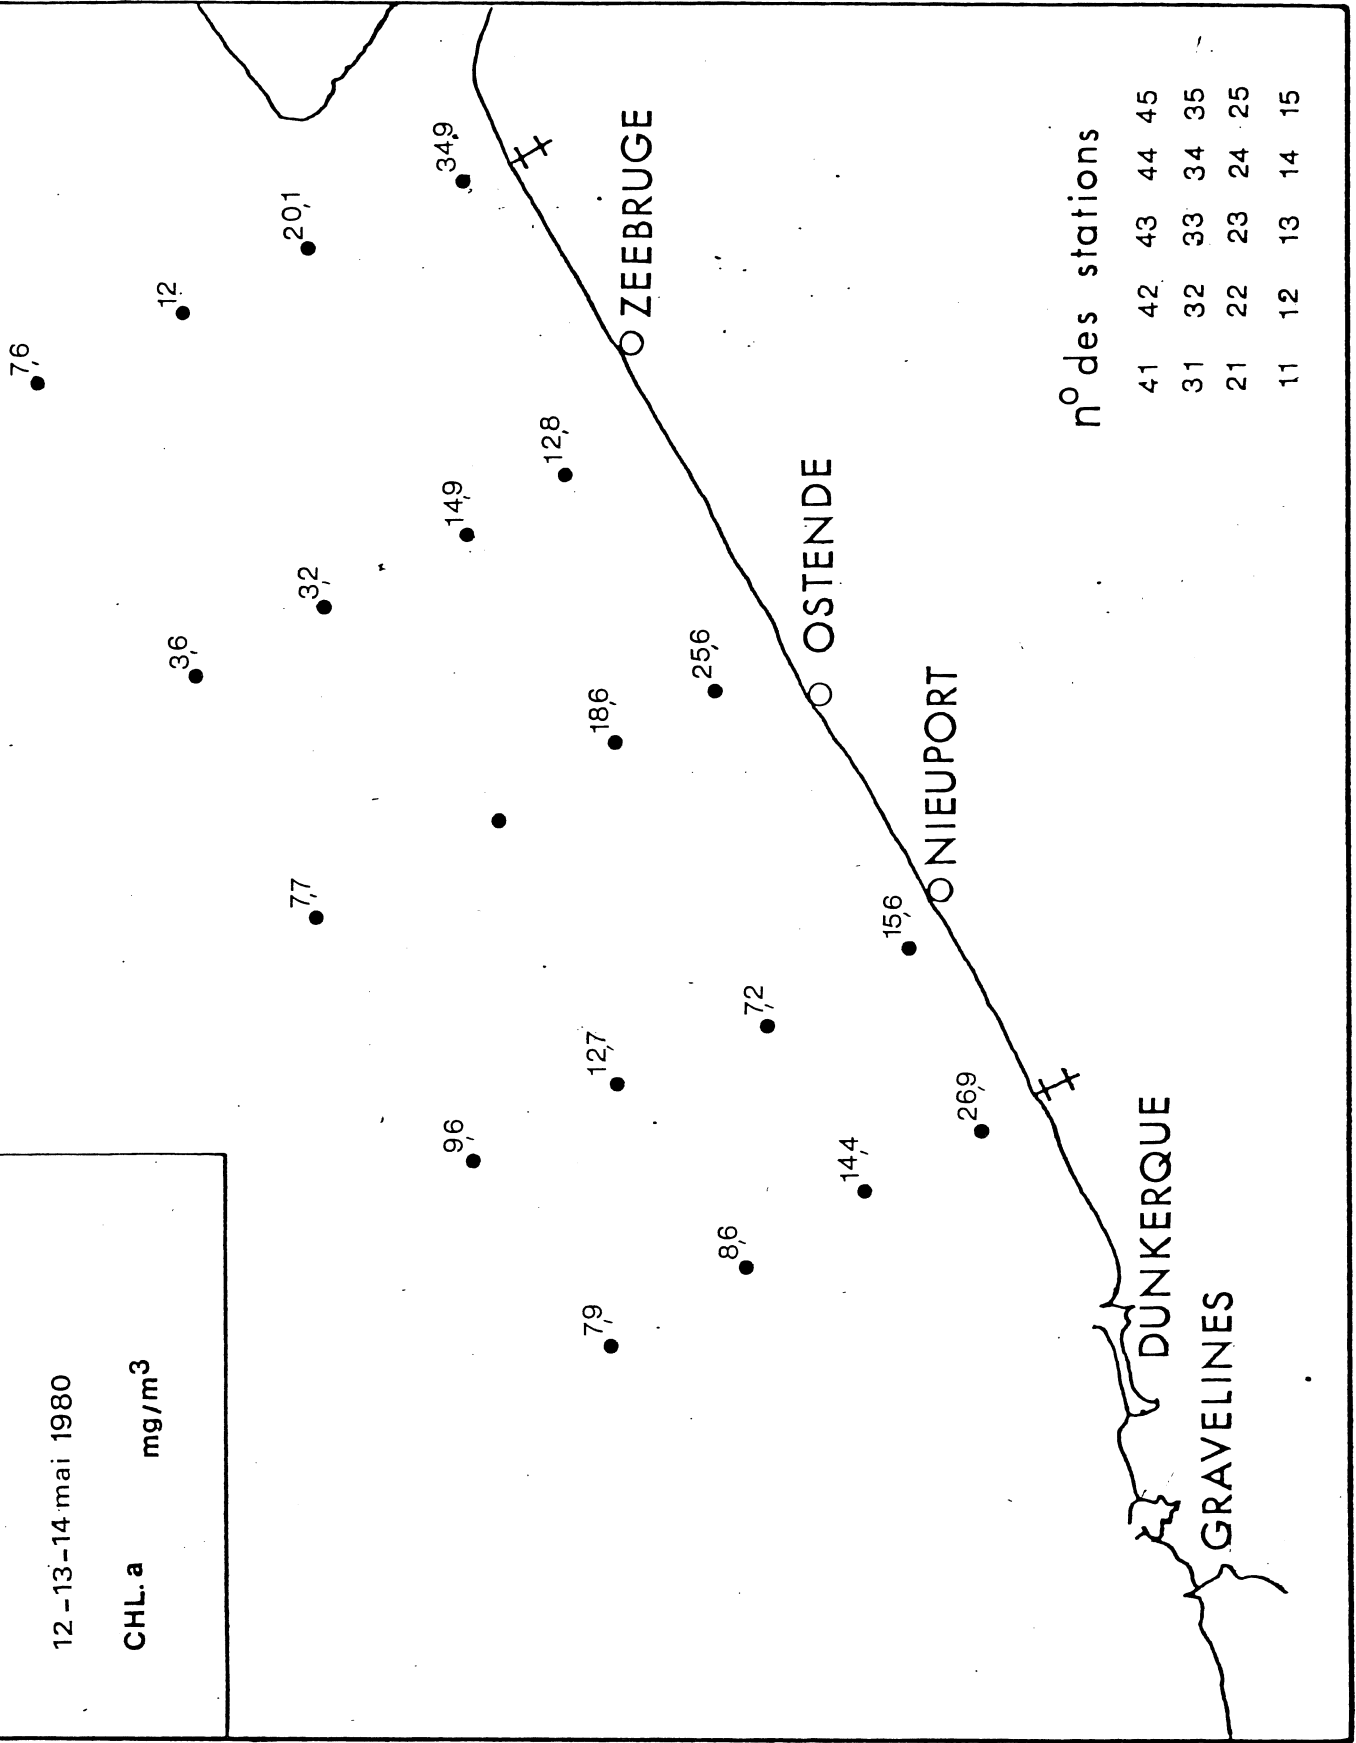 12-13-14 mai 1980
CHL.a mg/m³
7,6
12
3,6
20,1
7,7
3,2
34,9
9,6
14,9
12,8
7,9
12,7
18,6
ZEEBRUGE
25,6
8,6
7,2
OSTENDE
14,4
15,6
NIEUPORT
26,9
DUNKERQUE
GRAVELINES
n° des stations
41 42 43 44 45
31 32 33 34 35
21 22 23 24 25
11 12 13 14 15